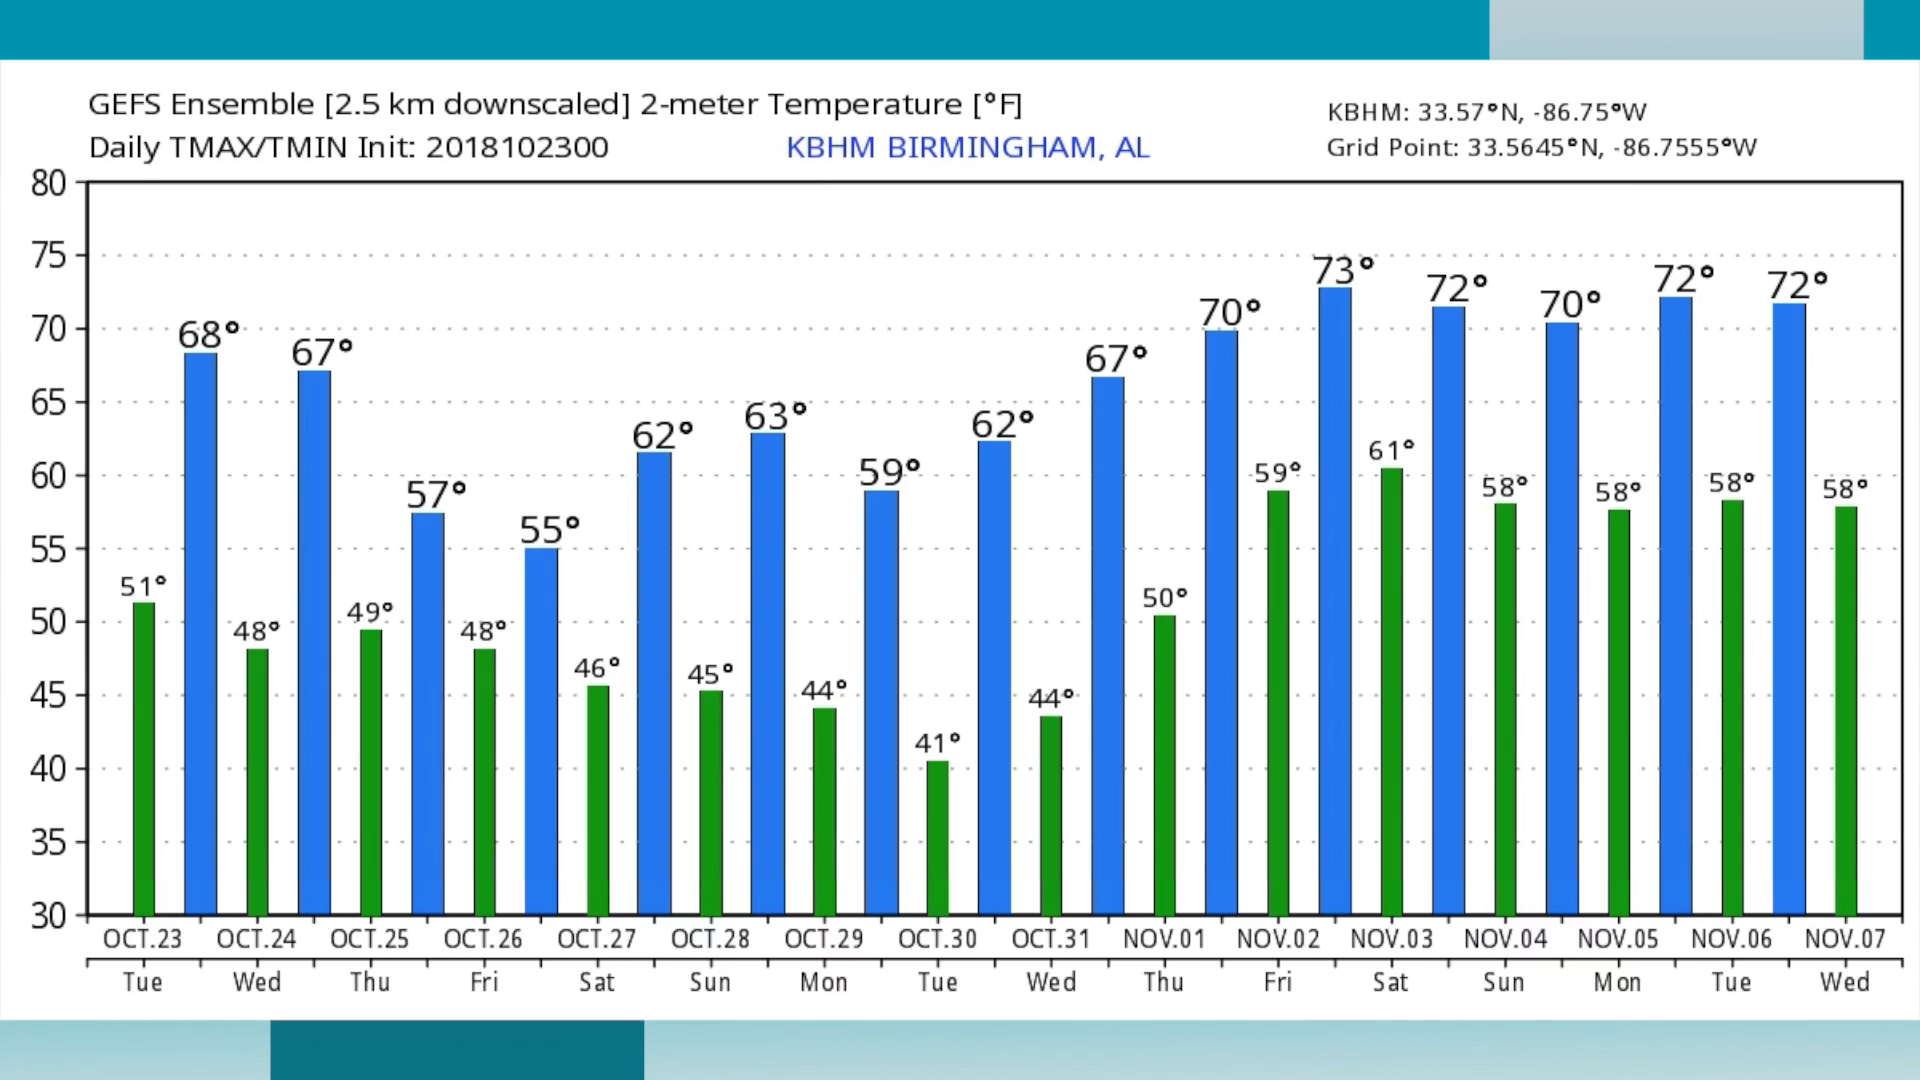 GEFS Ensemble [2.5 km downscaled] 2-meter Temperature [°F]
KBHM: 33.57°N, -86.75°W
Daily TMAX/TMIN Init: 2018102300 KBHM BIRMINGHAM, AL
Grid Point: 33.5645°N, -86.7555°W
80
75
70
65
60
55
50
45
40
35
30
51° 68° 48° 67° 49° 57° 48° 55° 46° 62° 45° 63° 44° 59° 41° 62° 44° 67° 50° 70° 59° 73° 61° 72° 58° 70° 58° 72° 58° 72° 58°
OCT.23 OCT.24 OCT.25 OCT.26 OCT.27 OCT.28 OCT.29 OCT.30 OCT.31 NOV.01 NOV.02 NOV.03 NOV.04 NOV.05 NOV.06 NOV.07
Tue Wed Thu Fri Sat Sun Mon Tue Wed Thu Fri Sat Sun Mon Tue Wed